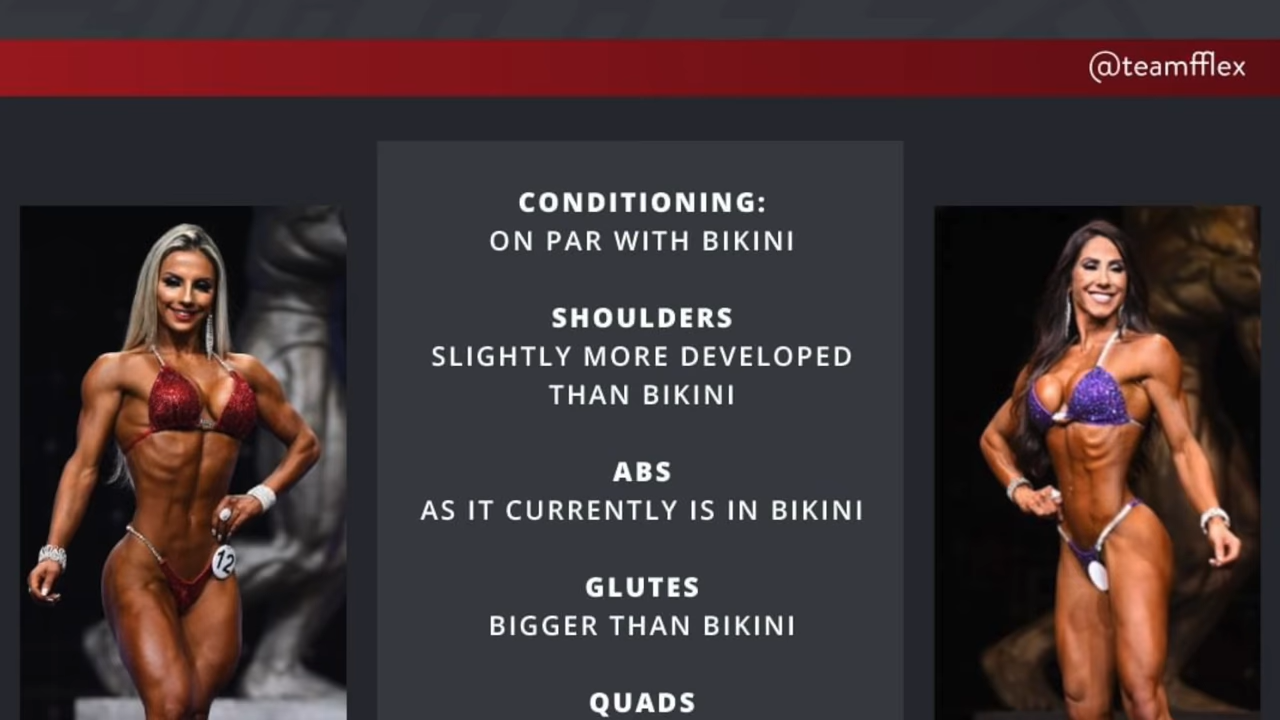 @teamfflex
CONDITIONING:
ON PAR WITH BIKINI
SHOULDERS
SLIGHTLY MORE DEVELOPED
THAN BIKINI
ABS
AS IT CURRENTLY IS IN BIKINI
GLUTES
BIGGER THAN BIKINI
QUADS
12